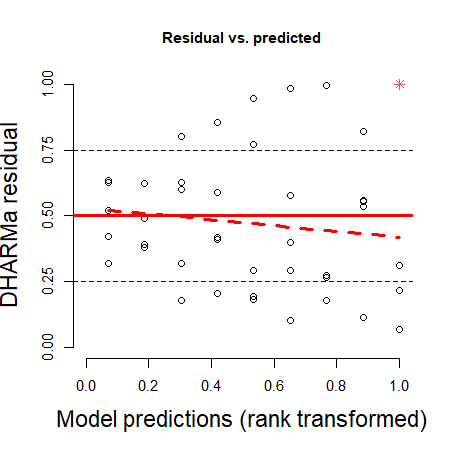 Residual vs. predicted
DHARMa residual
1.00
0.75
0.50
0.25
0.00
0.0 0.2 0.4 0.6 0.8 1.0
Model predictions (rank transformed)